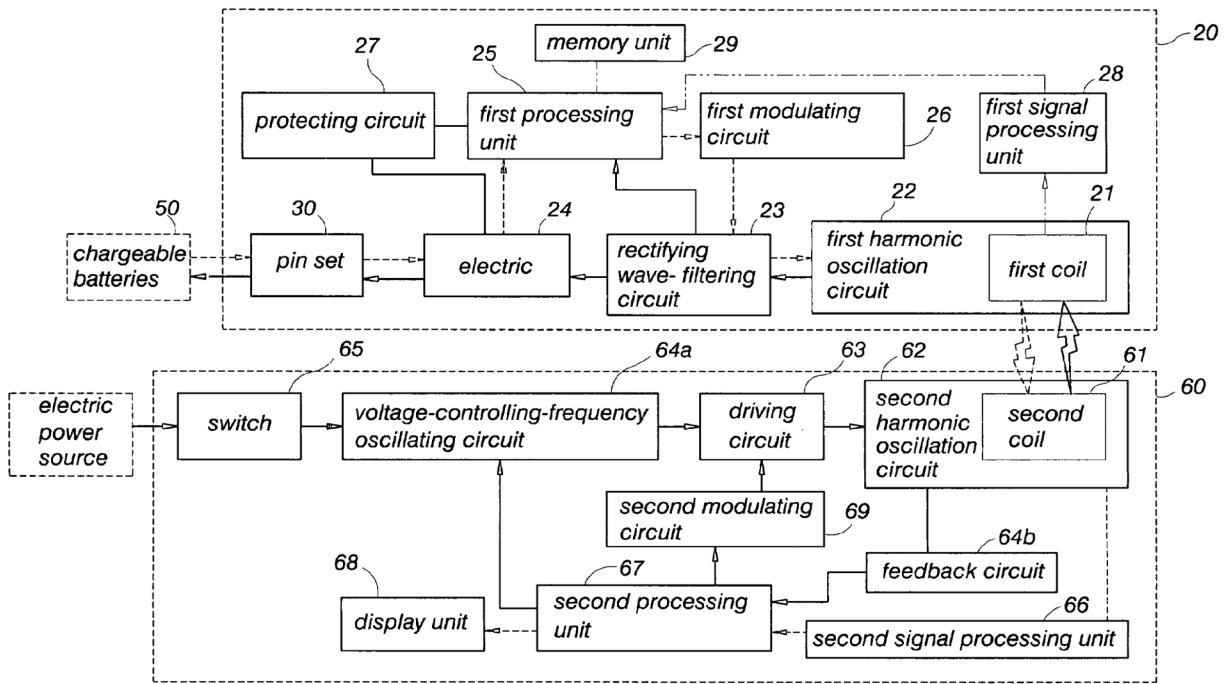 20
memory unit
29
27
25
28
protecting circuit
first processing
unit
first modulating
circuit
26
first signal
processing
unit
50
30
24
23
22
21
chargeable
batteries
pin set
electric
rectifying
wave- filtering
circuit
first harmonic
oscillation
circuit
first coil
65
64a
63
62
61
60
electric
power
source
switch
voltage-controlling-frequency
oscillating circuit
driving
circuit
second
harmonic
oscillation
circuit
second
coil
second modulating
circuit
69
64b
feedback circuit
68
67
66
display unit
second processing
unit
second signal processing unit